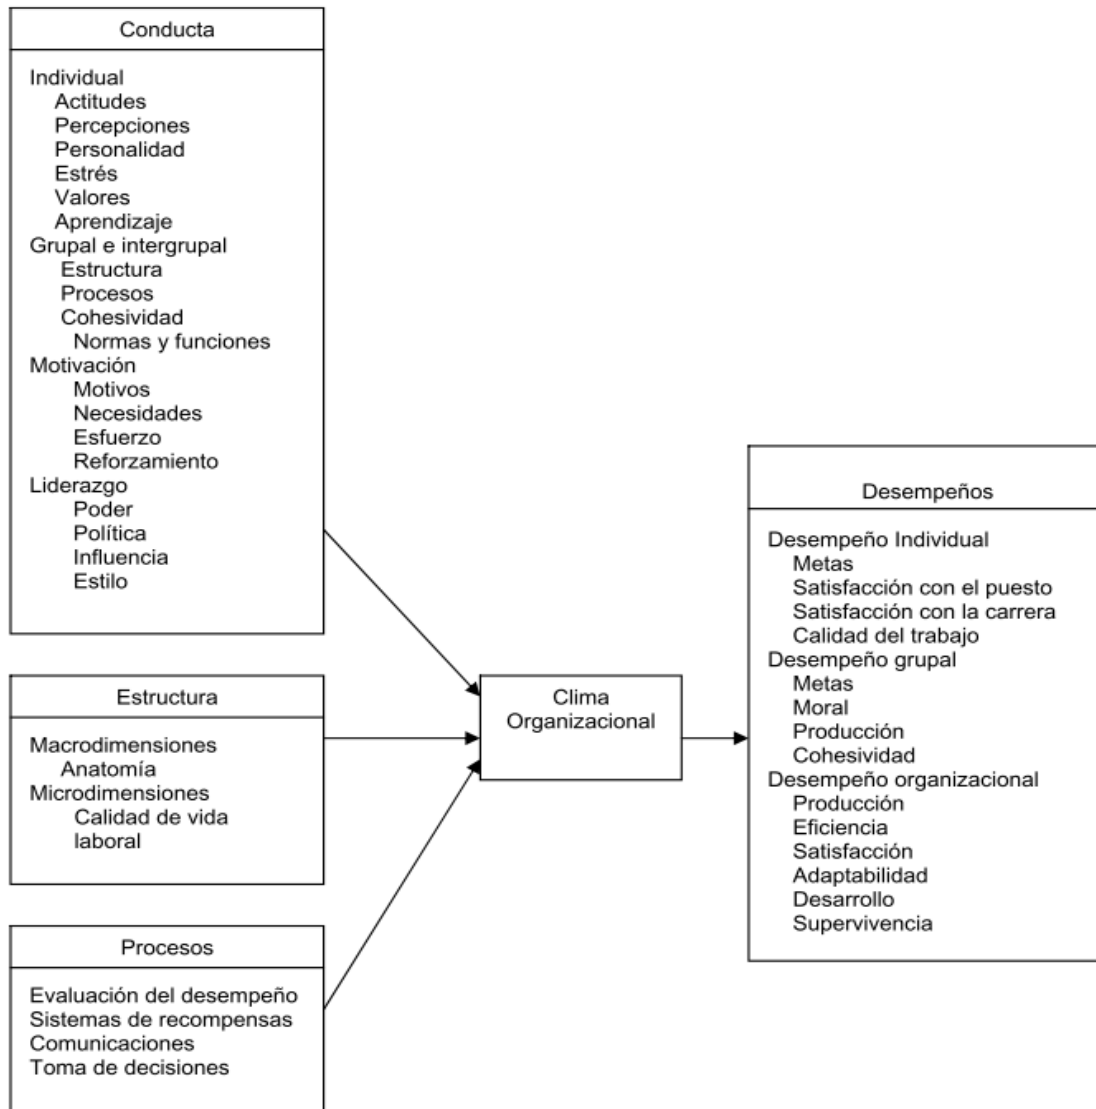 Conducta
Individual
Actitudes
Percepciones
Personalidad
Estrés
Valores
Aprendizaje
Grupal e intergrupal
Estructura
Procesos
Cohesividad
Normas y funciones
Motivación
Motivos
Necesidades
Esfuerzo
Reforzamiento
Liderazgo
Poder
Política
Influencia
Estilo
Estructura
Macrodimensiones
Anatomía
Microdimensiones
Calidad de vida
laboral
Procesos
Evaluación del desempeño
Sistemas de recompensas
Comunicaciones
Toma de decisiones
Clima
Organizacional
Desempeños
Desempeño Individual
Metas
Satisfacción con el puesto
Satisfacción con la carrera
Calidad del trabajo
Desempeño grupal
Metas
Moral
Producción
Cohesividad
Desempeño organizacional
Producción
Eficiencia
Satisfacción
Adaptabilidad
Desarrollo
Supervivencia